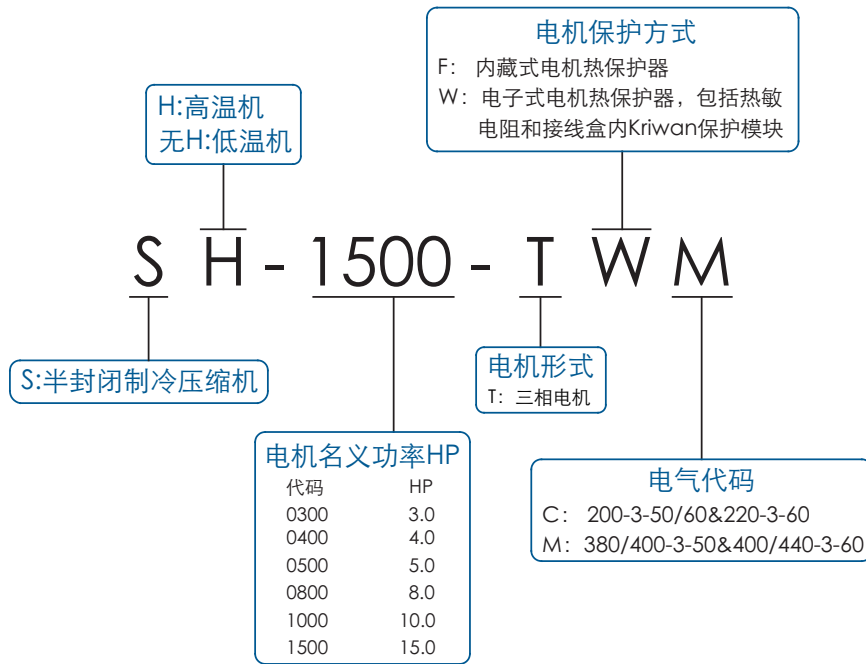 电机保护方式
F： 内藏式电机热保护器
W：电子式电机热保护器，包括热敏
电阻和接线盒内Kriwan保护模块
H:高温机
无H:低温机
S H - 1500 - T W M
S:半封闭制冷压缩机
电机形式
T：三相电机
电机名义功率HP
代码 HP
0300 3.0
0400 4.0
0500 5.0
0800 8.0
1000 10.0
1500 15.0
电气代码
C： 200-3-50/60&220-3-60
M：380/400-3-50&400/440-3-60